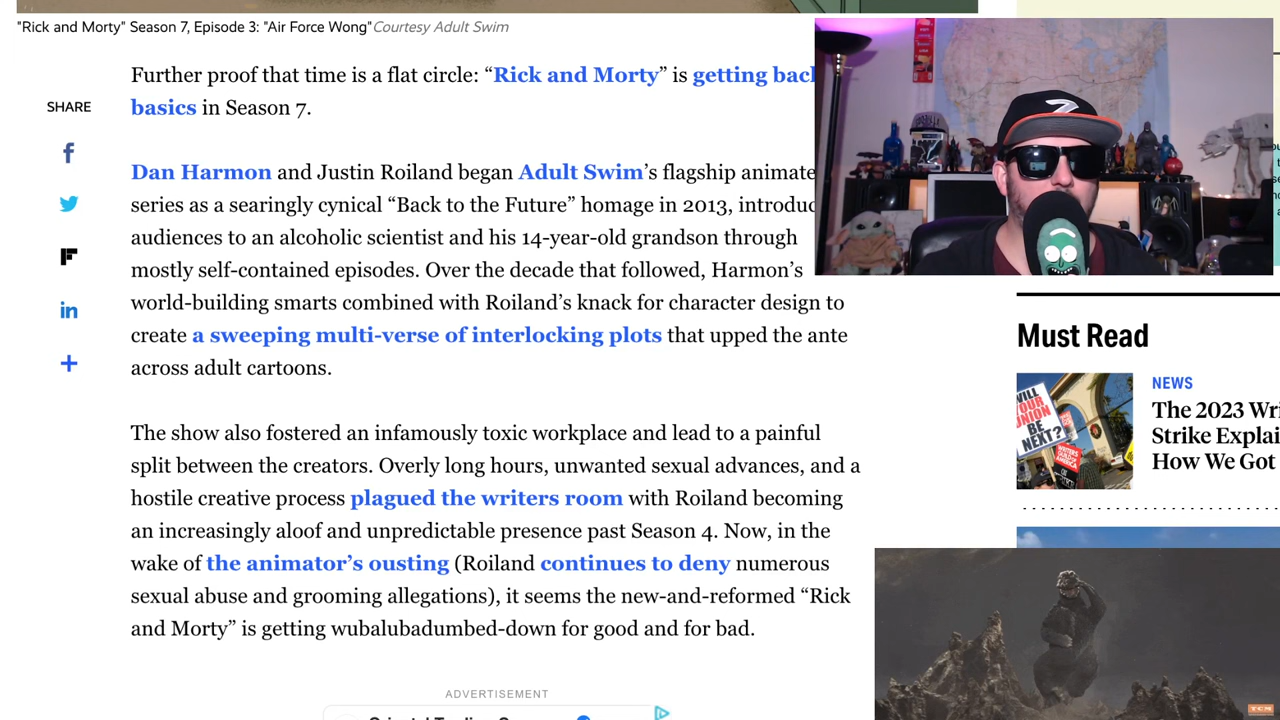 "Rick and Morty" Season 7, Episode 3: "Air Force Wong" Courtesy Adult Swim
SHARE
Further proof that time is a flat circle: “Rick and Morty” is getting
basics in Season 7.
Dan Harmon and Justin Roiland began Adult Swim’s flagship
series as a searingly cynical “Back to the Future” homage in 2013,
audiences to an alcoholic scientist and his 14-year-old grandson through
mostly self-contained episodes. Over the decade that followed, Harmon’s
world-building smarts combined with Roiland’s knack for character design to
create a sweeping multi-verse of interlocking plots that upped the ante
across adult cartoons.
The show also fostered an infamously toxic workplace and lead to a painful
split between the creators. Overly long hours, unwanted sexual advances, and a
hostile creative process plagued the writers room with Roiland becoming
an increasingly aloof and unpredictable presence past Season 4. Now, in the
wake of the animator’s ousting (Roiland continues to deny numerous
sexual abuse and grooming allegations), it seems the new-and-reformed “Rick
and Morty” is getting wubalubadumbed-down for good and for bad.
ADVERTISEMENT
Must Read
NEWS
The 2023
Strike
How We Got
WILL
YOUR
UNION
BE
NEXT?
TCM